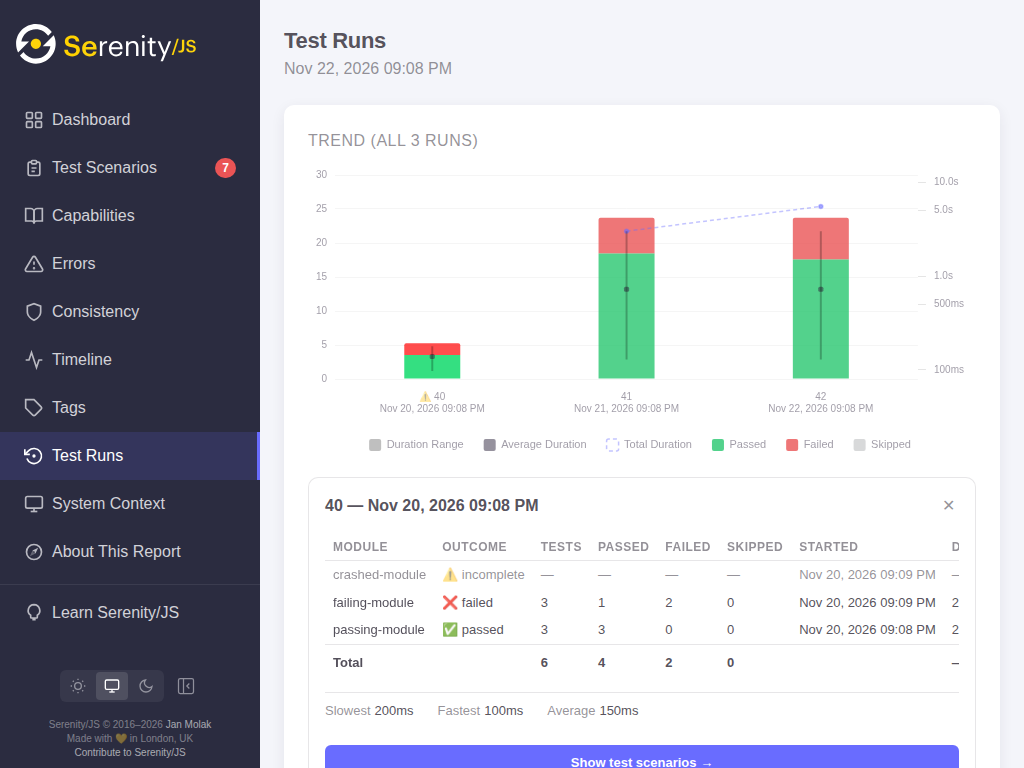 Serenity/JS
Dashboard
Test Scenarios 7
Capabilities
Errors
Consistency
Timeline
Tags
Test Runs
System Context
About This Report
Learn Serenity/JS
Serenity/JS © 2016–2026 Jan Molak
Made with 💛 in London, UK
Contribute to Serenity/JS
Test Runs
Nov 22, 2026 09:08 PM
TREND (ALL 3 RUNS)
30
25
20
15
10
5
0
10.0s
5.0s
1.0s
500ms
100ms
⚠️ 40
Nov 20, 2026 09:08 PM
41
Nov 21, 2026 09:08 PM
42
Nov 22, 2026 09:08 PM
Duration Range Average Duration Total Duration Passed Failed Skipped
40 — Nov 20, 2026 09:08 PM ✕
MODULE OUTCOME TESTS PASSED FAILED SKIPPED STARTED D
crashed-module ⚠️ incomplete — — — — Nov 20, 2026 09:09 PM –
failing-module ❌ failed 3 1 2 0 Nov 20, 2026 09:09 PM 2
passing-module ✅ passed 3 3 0 0 Nov 20, 2026 09:08 PM 2
Total 6 4 2 0 –
Slowest 200ms Fastest 100ms Average 150ms
Show test scenarios →